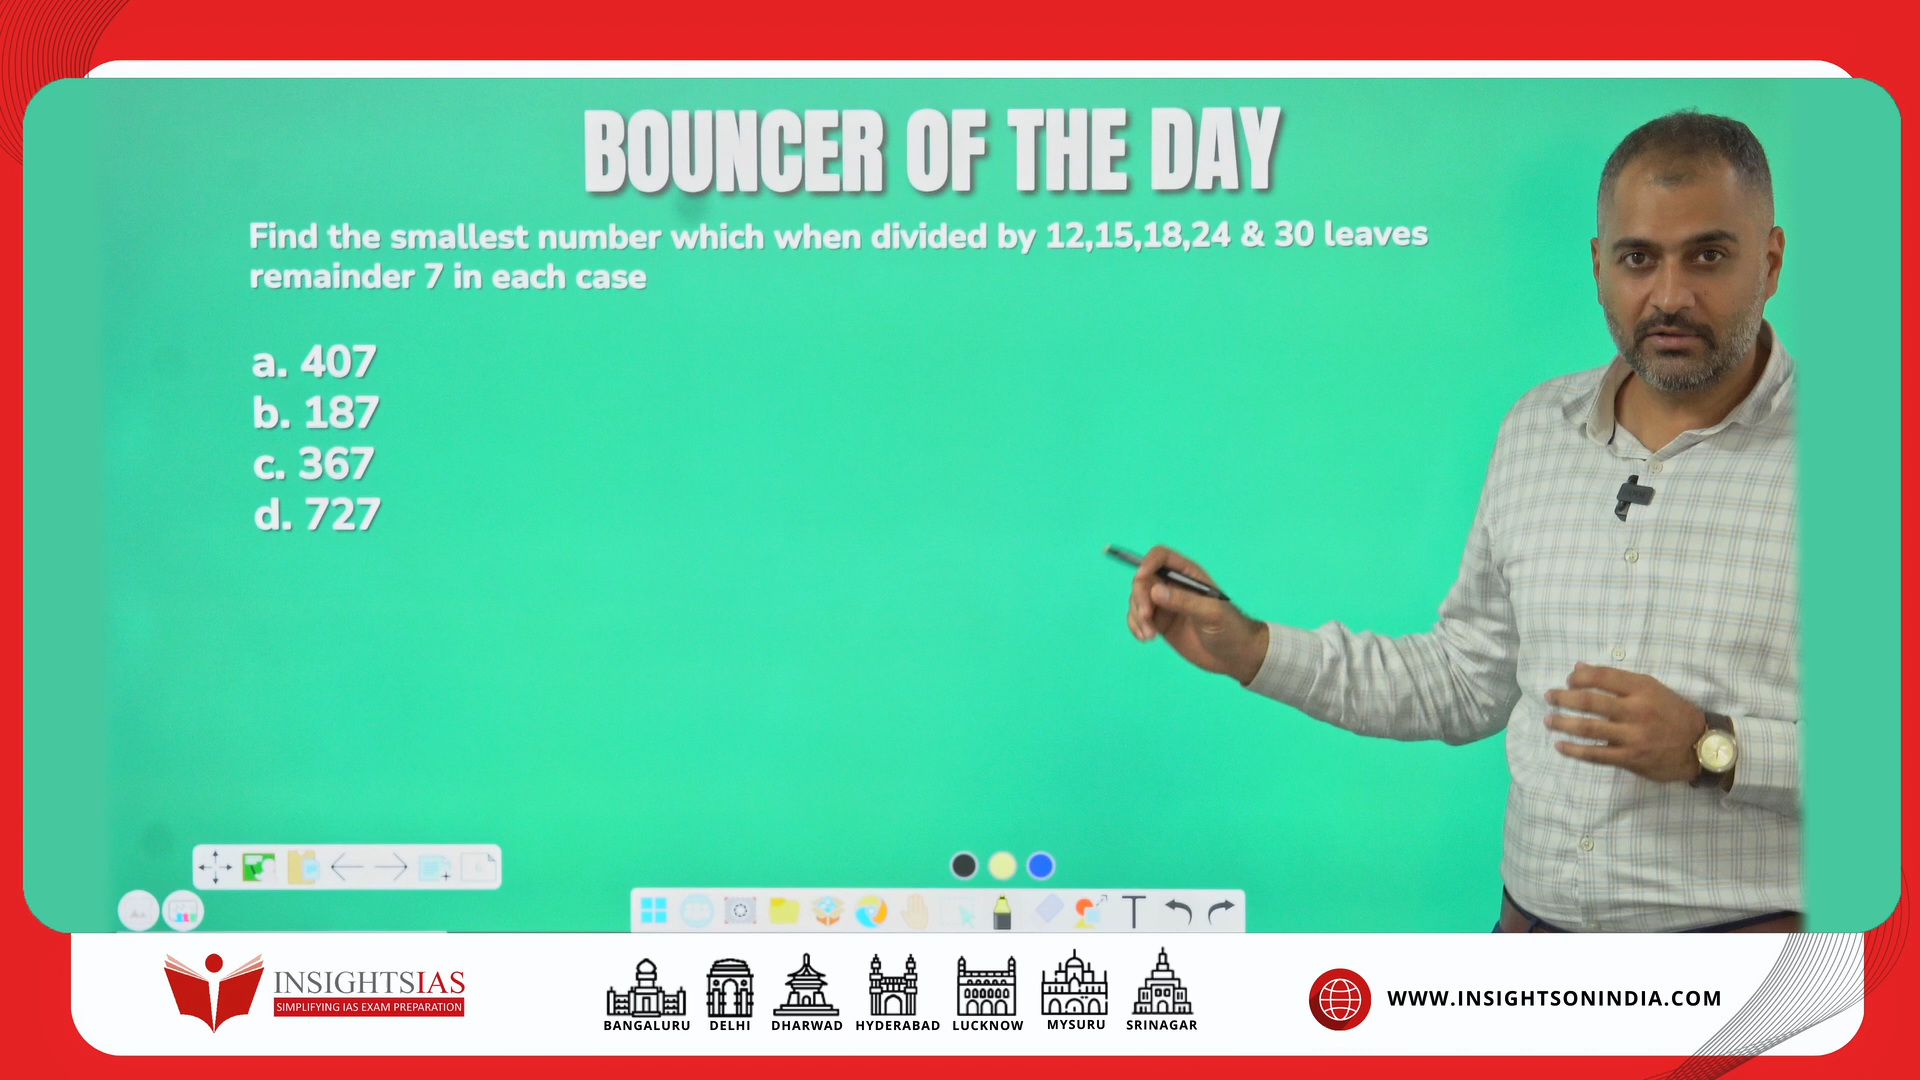 BOUNCER OF THE DAY
Find the smallest number which when divided by 12,15,18,24 & 30 leaves
remainder 7 in each case
a. 407
b. 187
c. 367
d. 727
T
INSIGHTSIAS
SIMPLIFYING IAS EXAM PREPARATION
BANGALURU DELHI DHARWAD HYDERABAD LUCKNOW MYSURU SRINAGAR
WWW.INSIGHTSONINDIA.COM